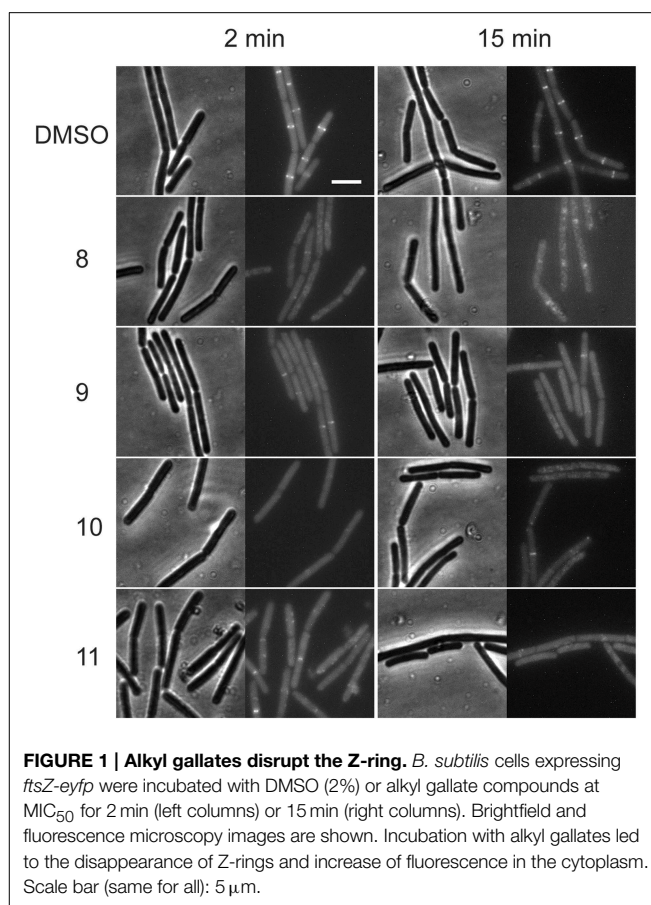 2 min 15 min
DMSO
8
9
10
11
FIGURE 1 | Alkyl gallates disrupt the Z-ring. B. subtilis cells expressing
ftsZ-eyfp were incubated with DMSO (2%) or alkyl gallate compounds at
MIC50 for 2 min (left columns) or 15 min (right columns). Brightfield and
fluorescence microscopy images are shown. Incubation with alkyl gallates led
to the disappearance of Z-rings and increase of fluorescence in the cytoplasm.
Scale bar (same for all): 5 μm.